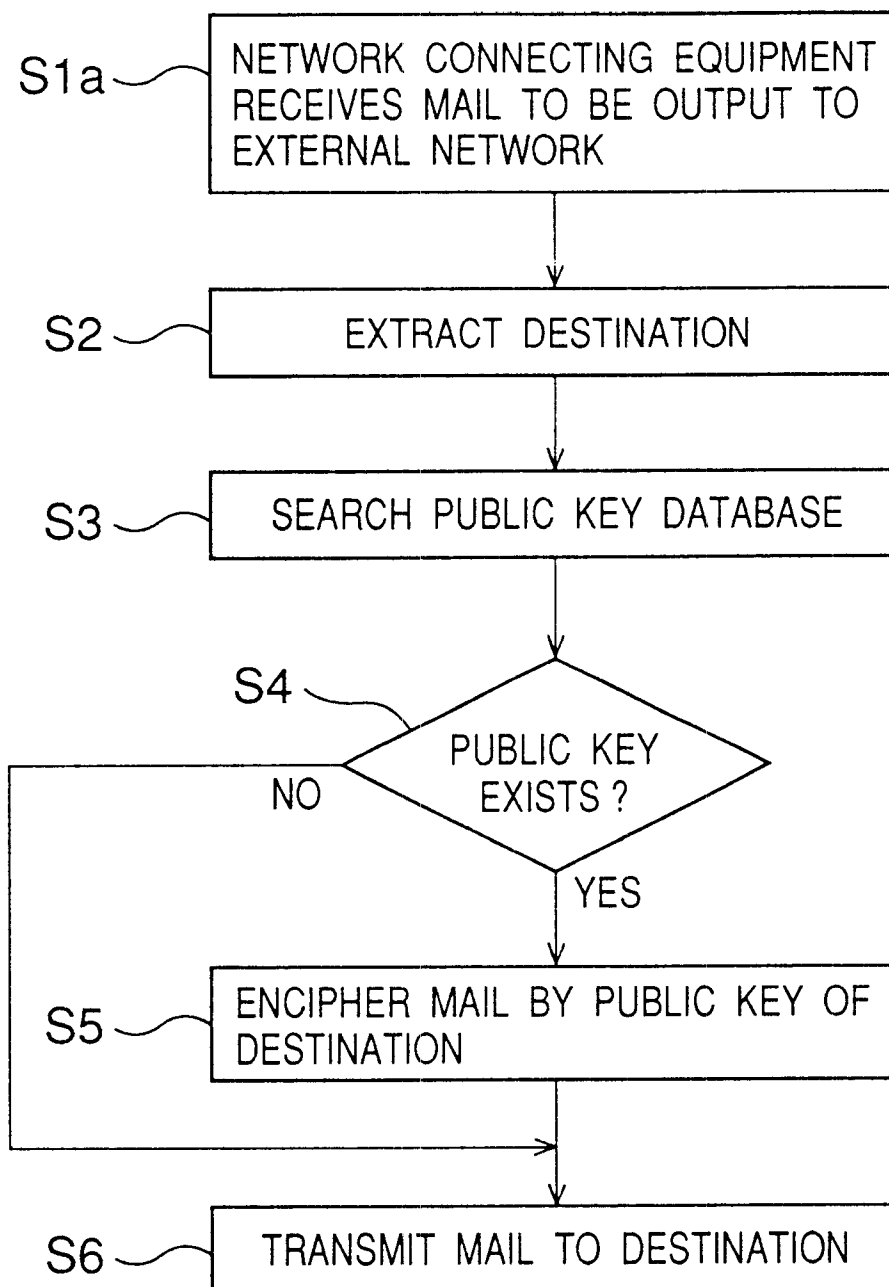 S1a
NETWORK CONNECTING EQUIPMENT
RECEIVES MAIL TO BE OUTPUT TO
EXTERNAL NETWORK
S2
EXTRACT DESTINATION
S3
SEARCH PUBLIC KEY DATABASE
S4
PUBLIC KEY
EXISTS ?
NO
YES
S5
ENCIPHER MAIL BY PUBLIC KEY OF
DESTINATION
S6
TRANSMIT MAIL TO DESTINATION